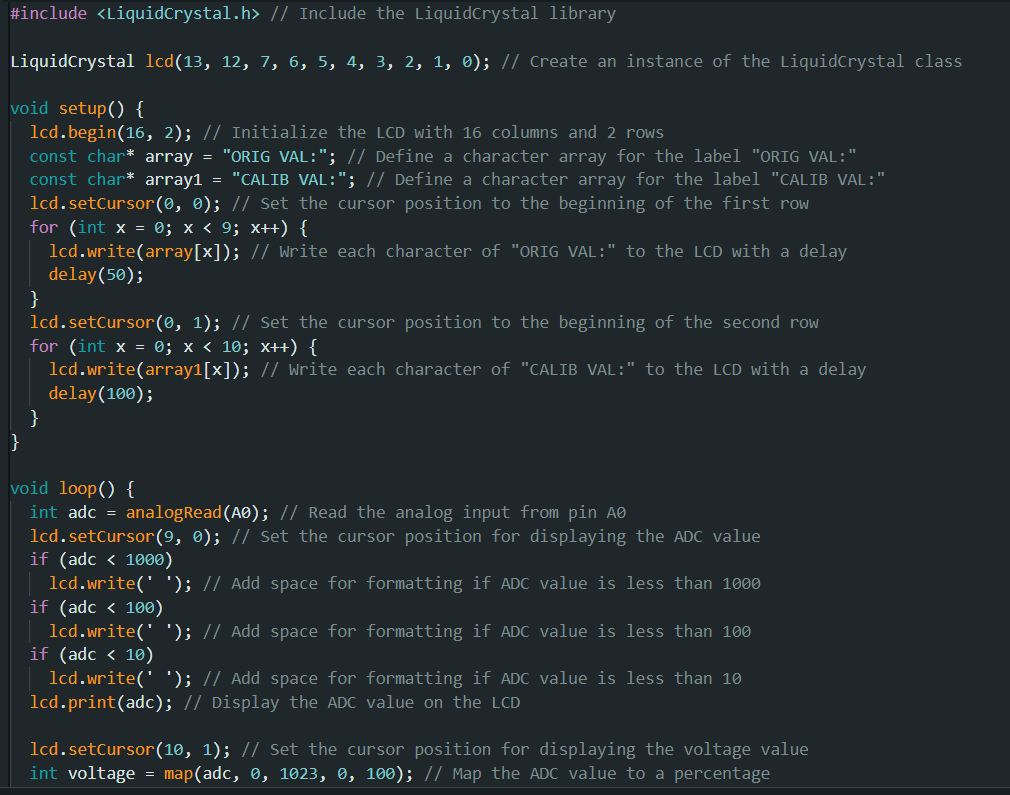 #include <LiquidCrystal.h> // Include the LiquidCrystal library
LiquidCrystal lcd(13, 12, 7, 6, 5, 4, 3, 2, 1, 0); // Create an instance of the LiquidCrystal class
void setup() {
lcd.begin(16, 2); // Initialize the LCD with 16 columns and 2 rows
const char* array = "ORIG VAL:"; // Define a character array for the label "ORIG VAL:"
const char* array1 = "CALIB VAL:"; // Define a character array for the label "CALIB VAL:"
lcd.setCursor(0, 0); // Set the cursor position to the beginning of the first row
for (int x = 0; x < 9; x++) {
lcd.write(array[x]); // Write each character of "ORIG VAL:" to the LCD with a delay
delay(50);
}
lcd.setCursor(0, 1); // Set the cursor position to the beginning of the second row
for (int x = 0; x < 10; x++) {
lcd.write(array1[x]); // Write each character of "CALIB VAL:" to the LCD with a delay
delay(100);
}
}
void loop() {
int adc = analogRead(A0); // Read the analog input from pin A0
lcd.setCursor(9, 0); // Set the cursor position for displaying the ADC value
if (adc < 1000)
lcd.write(' '); // Add space for formatting if ADC value is less than 1000
if (adc < 100)
lcd.write(' '); // Add space for formatting if ADC value is less than 100
if (adc < 10)
lcd.write(' '); // Add space for formatting if ADC value is less than 10
lcd.print(adc); // Display the ADC value on the LCD
lcd.setCursor(10, 1); // Set the cursor position for displaying the voltage value
int voltage = map(adc, 0, 1023, 0, 100); // Map the ADC value to a percentage